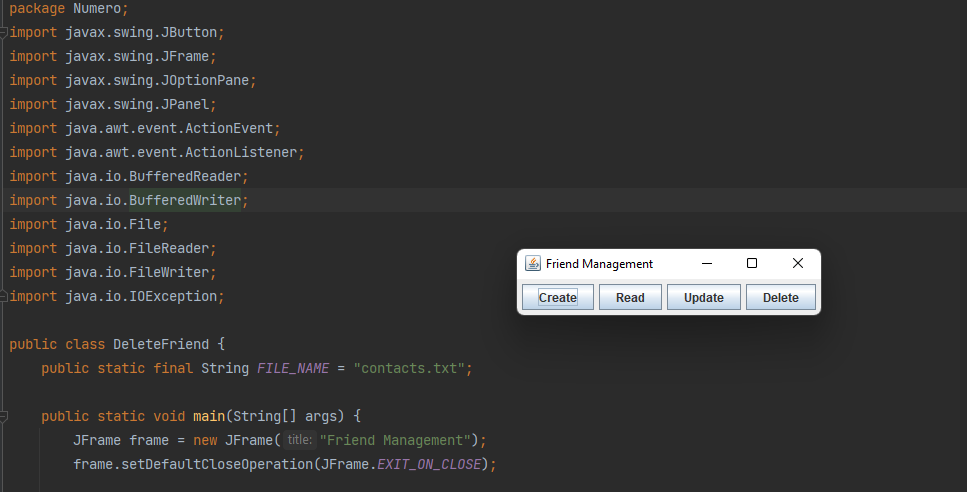 package Numero;
import javax.swing.JButton;
import javax.swing.JFrame;
import javax.swing.JOptionPane;
import javax.swing.JPanel;
import java.awt.event.ActionEvent;
import java.awt.event.ActionListener;
import java.io.BufferedReader;
import java.io.BufferedWriter;
import java.io.File;
import java.io.FileReader;
import java.io.FileWriter;
import java.io.IOException;
public class DeleteFriend {
public static final String FILE_NAME = "contacts.txt";
public static void main(String[] args) {
JFrame frame = new JFrame( title: "Friend Management");
frame.setDefaultCloseOperation(JFrame.EXIT_ON_CLOSE);
Friend Management
Create Read Update Delete